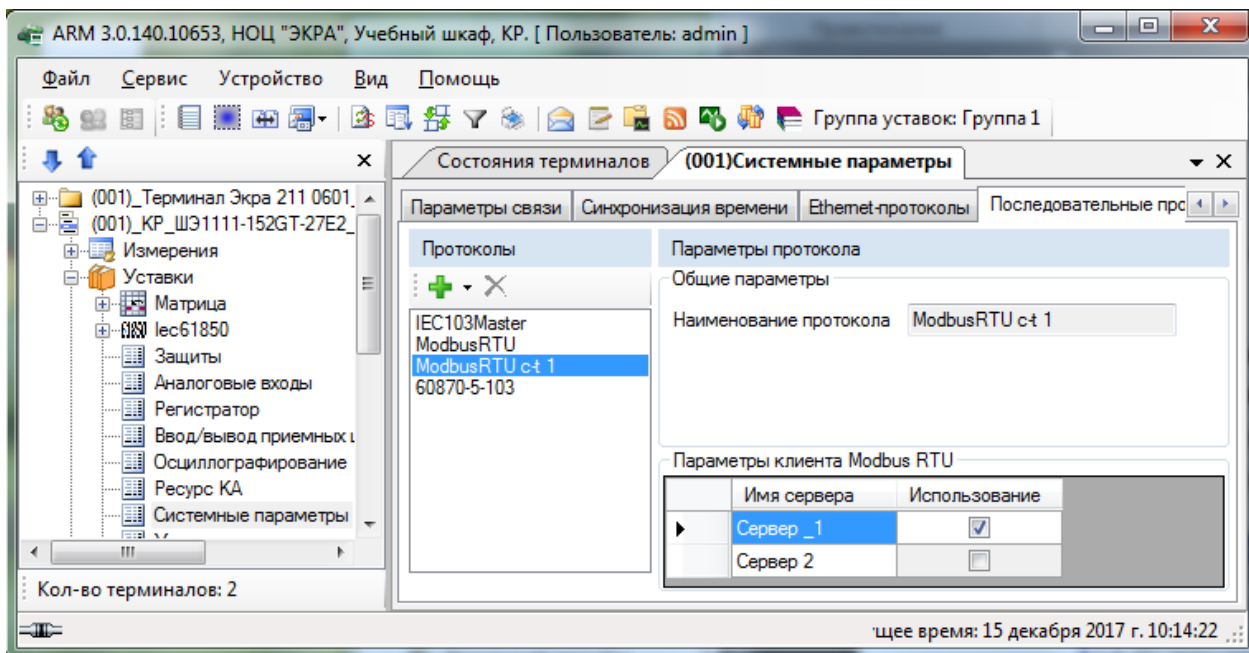 ARM 3.0.140.10653, НОЦ "ЭКРА", Учебный шкаф, КР. [ Пользователь: admin ]
Файл Сервис Устройство Вид Помощь
Группа уставок: Группа 1
Состояния терминалов (001)Системные параметры
(001)_Терминал Экра 211 0601_
(001)_КР_ШЭ1111-152GT-27E2_
Измерения
Уставки
Матрица
Iec61850
Защиты
Аналоговые входы
Регистратор
Ввод/вывод приемных ц
Осциллографирование
Ресурс КА
Системные параметры
Кол-во терминалов: 2
Параметры связи Синхронизация времени Ethernet-протоколы Последовательные прс
Протоколы
IEC103Master
ModbusRTU
ModbusRTU c-t 1
60870-5-103
Параметры протокола
Общие параметры
Наименование протокола ModbusRTU c-t 1
Параметры клиента Modbus RTU
Имя сервера Использование
Сервер _1
Сервер 2
щее время: 15 декабря 2017 г. 10:14:22